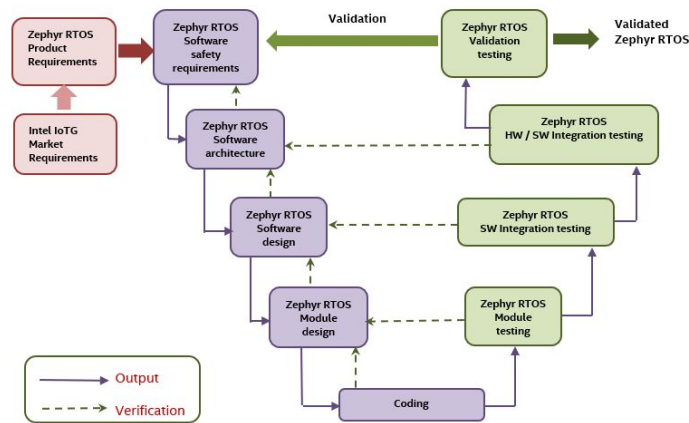 Zephyr RTOS
Product
Requirements
Zephyr RTOS
Software
safety
requirements
Validation
Zephyr RTOS
Validation
testing
Validated
Zephyr RTOS
Intel IoTG
Market
Requirements
Zephyr RTOS
Software
architecture
Zephyr RTOS
HW / SW Integration testing
Zephyr RTOS
Software
design
Zephyr RTOS
SW Integration testing
Zephyr RTOS
Module
design
Zephyr RTOS
Module
testing
Coding
Output
Verification